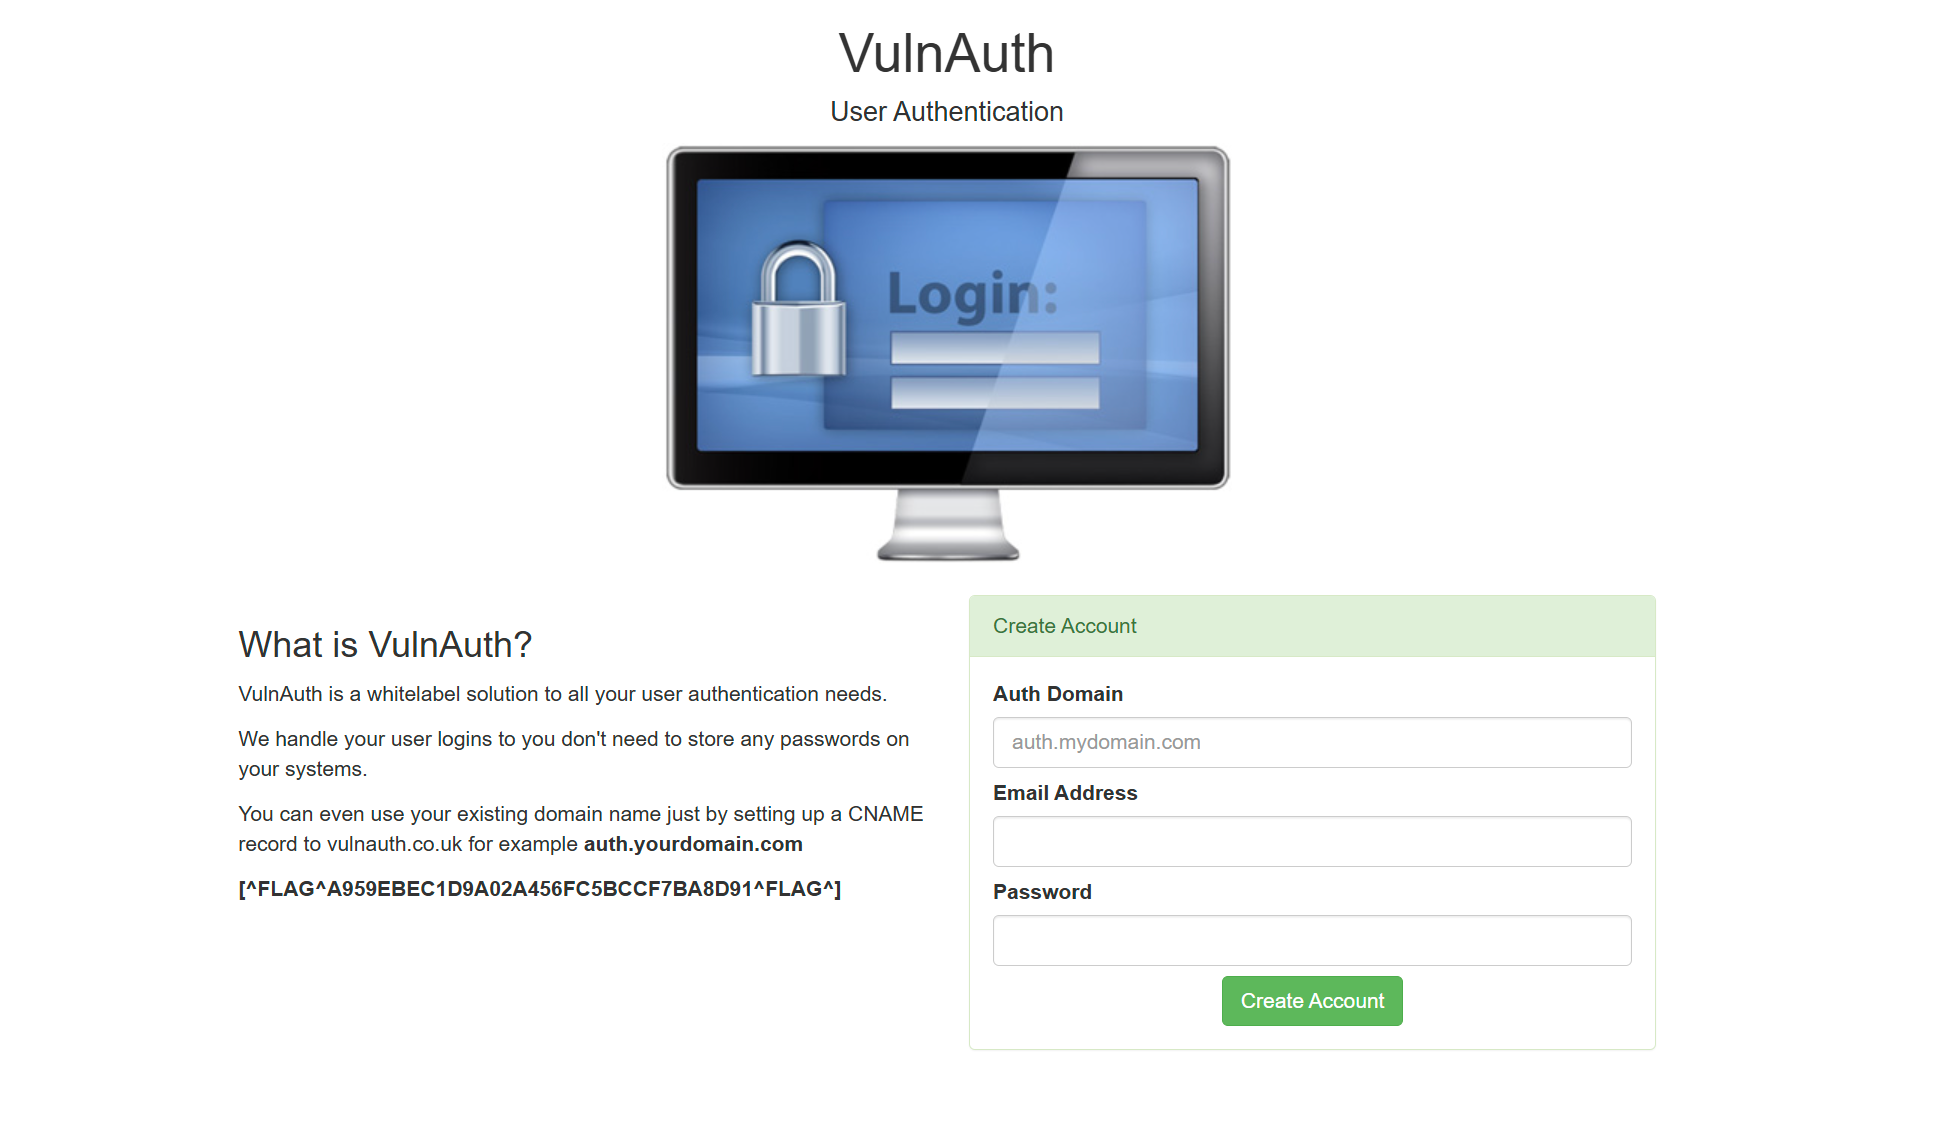 VulnAuth
User Authentication
Login:
What is VulnAuth?
VulnAuth is a whitelabel solution to all your user authentication needs.
We handle your user logins to you don't need to store any passwords on
your systems.
You can even use your existing domain name just by setting up a CNAME
record to vulnauth.co.uk for example auth.yourdomain.com
[^FLAG^A959EBEC1D9A02A456FC5BCCF7BA8D91^FLAG^]
Create Account
Auth Domain
auth.mydomain.com
Email Address
Password
Create Account